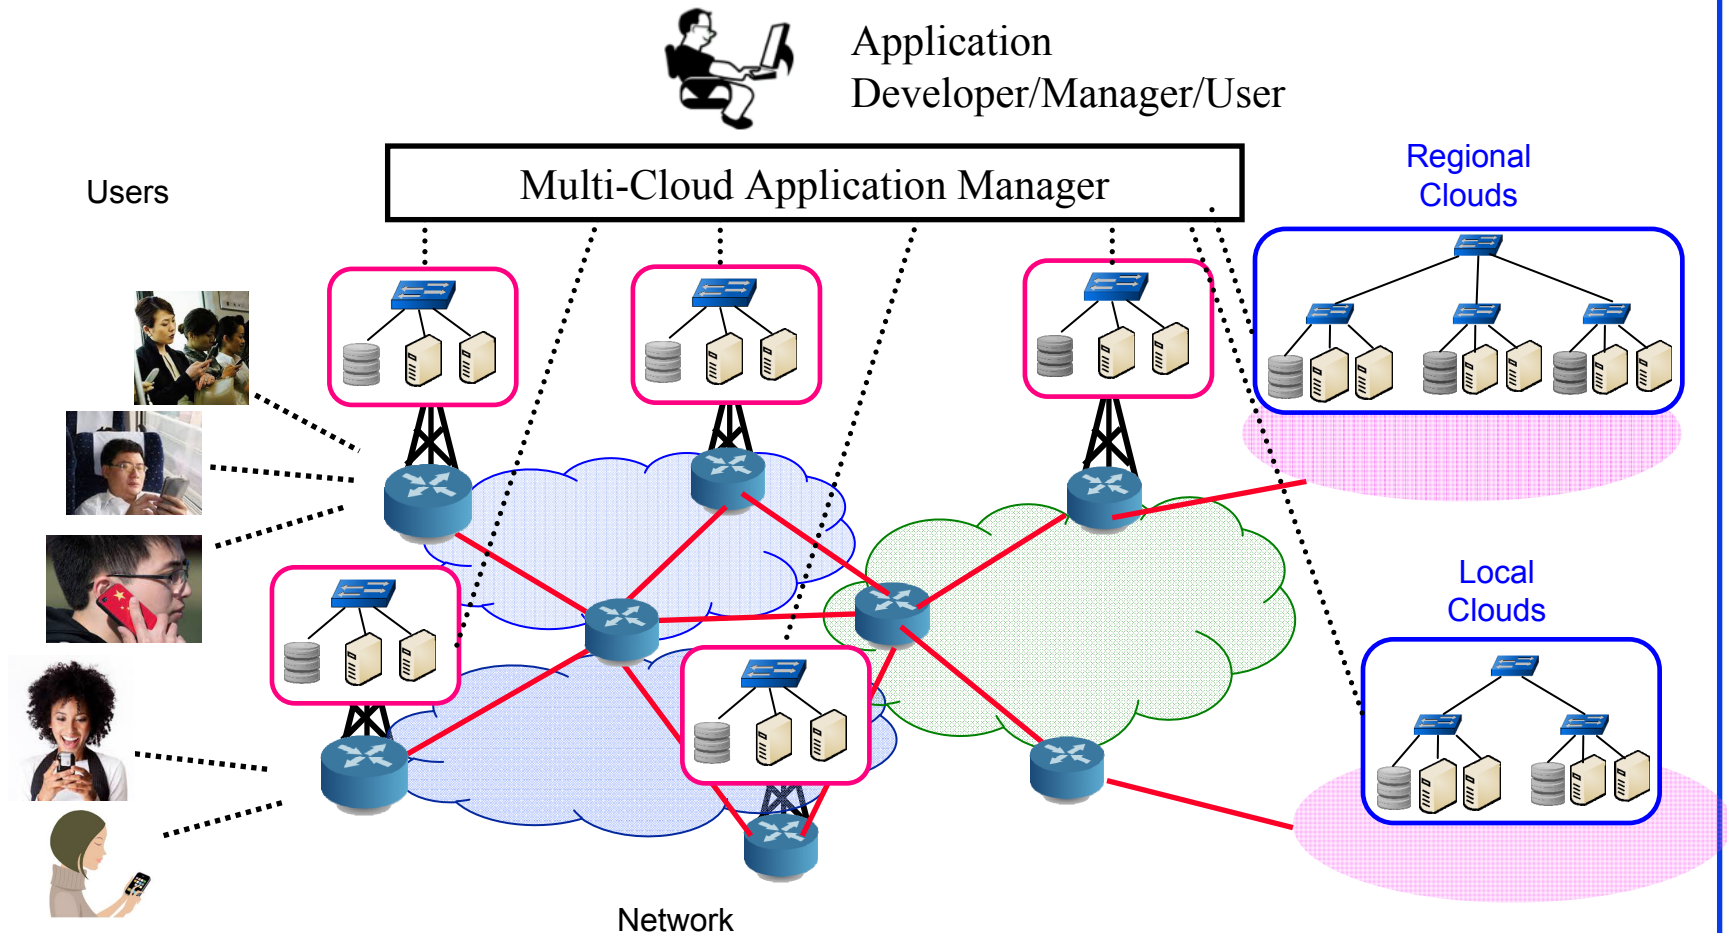 Application
Developer/Manager/User
Multi-Cloud Application Manager
Users
Regional
Clouds
Local
Clouds
Network